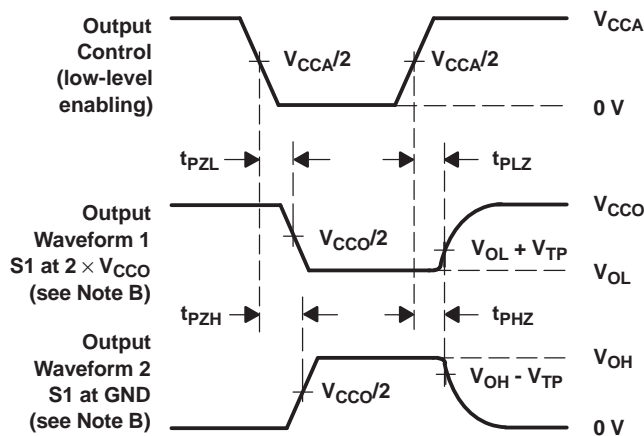 Output
Control
(low-level
enabling)
V_CCA
V_CCA/2
V_CCA/2
0 V
t_PZL
t_PLZ
Output
Waveform 1
S1 at 2 × V_CCO
(see Note B)
V_CCO
V_CCO/2
V_OL + V_TP
V_OL
t_PZH
t_PHZ
Output
Waveform 2
S1 at GND
(see Note B)
V_OH
V_CCO/2
V_OH - V_TP
0 V